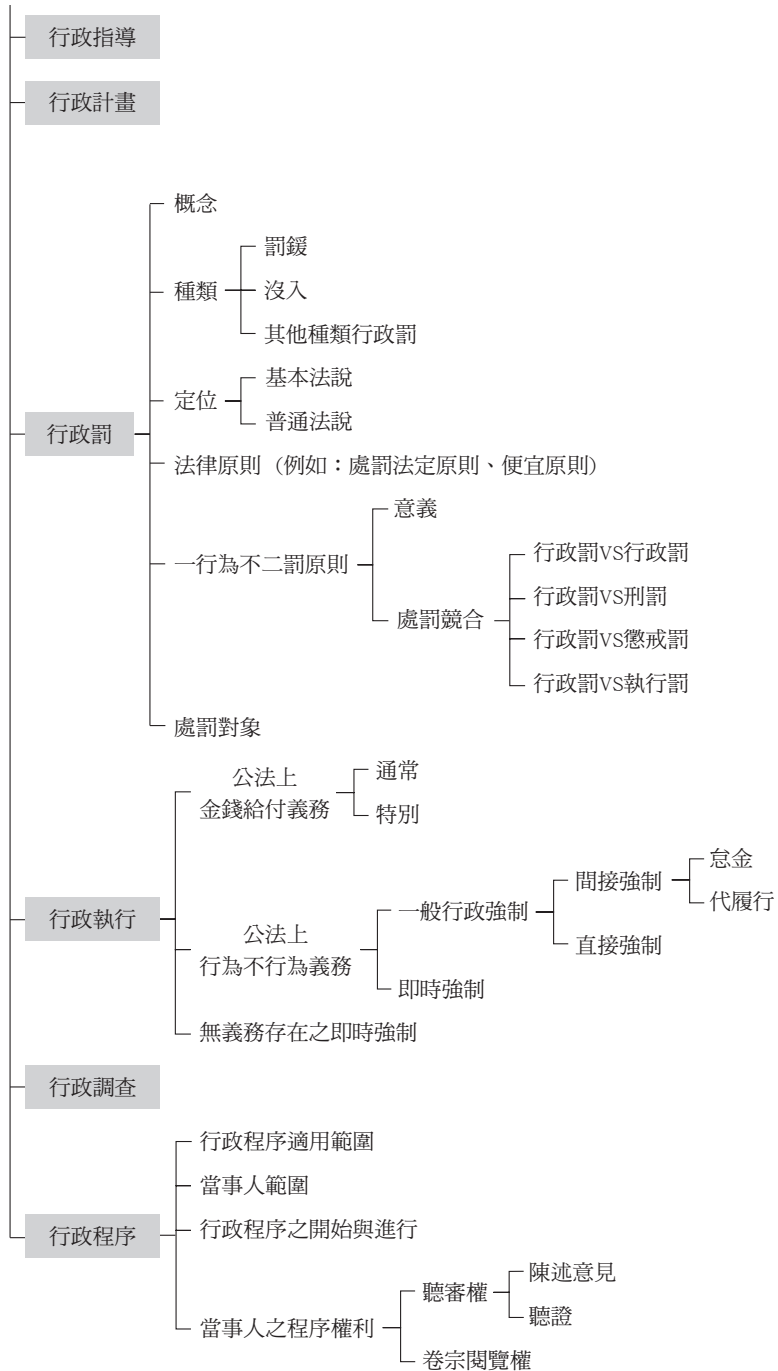 行政指導
行政計畫
行政罰
概念
種類
罰鍰
沒入
其他種類行政罰
定位
基本法說
普通法說
法律原則（例如：處罰法定原則、便宜原則）
一行為不二罰原則
意義
處罰競合
行政罰VS行政罰
行政罰VS刑罰
行政罰VS懲戒罰
行政罰VS執行罰
處罰對象
行政執行
公法上
金錢給付義務
通常
特別
公法上
行為不行為義務
一般行政強制
間接強制
怠金
代履行
直接強制
即時強制
無義務存在之即時強制
行政調查
行政程序
行政程序適用範圍
當事人範圍
行政程序之開始與進行
當事人之程序權利
聽審權
陳述意見
聽證
卷宗閱覽權